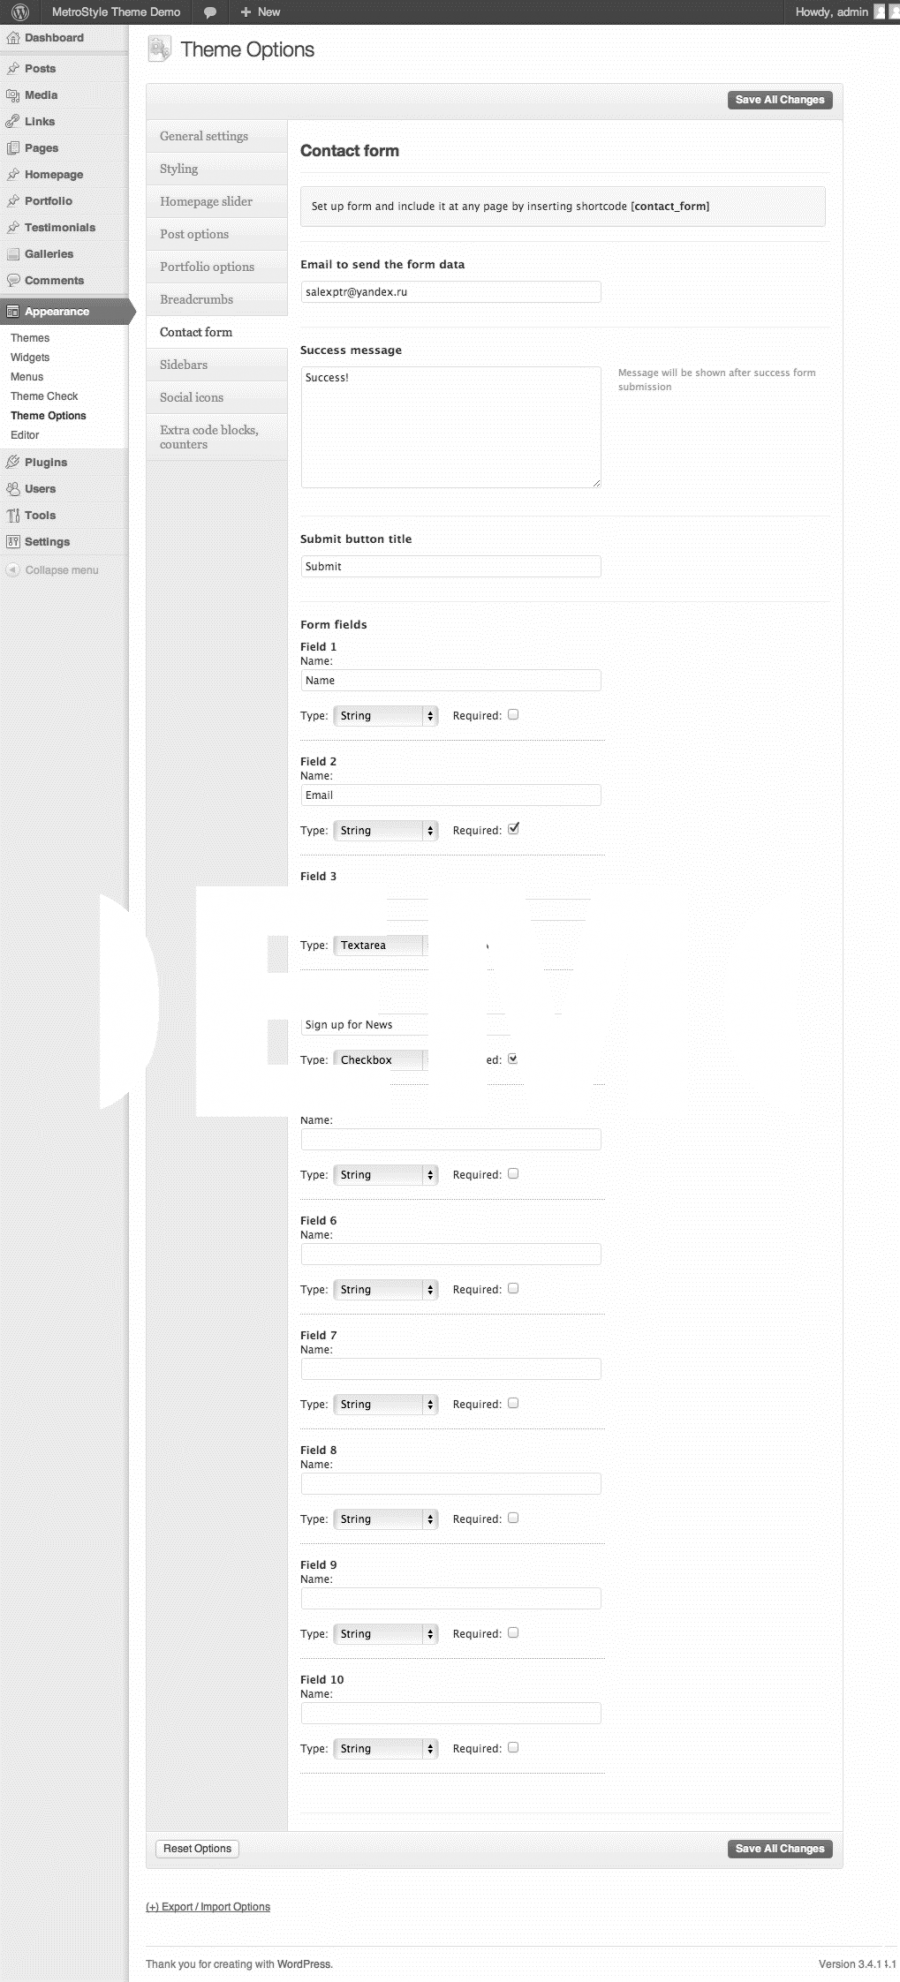 MetroStyle Theme Demo + New Howdy, admin
Dashboard
Posts
Media
Links
Pages
Homepage
Portfolio
Testimonials
Galleries
Comments
Appearance
Themes
Widgets
Menus
Theme Check
Theme Options
Editor
Plugins
Users
Tools
Settings
Collapse menu
Theme Options
Save All Changes
General settings
Styling
Homepage slider
Post options
Portfolio options
Breadcrumbs
Contact form
Sidebars
Social icons
Extra code blocks,
counters
Contact form
Set up form and include it at any page by inserting shortcode [contact_form]
Email to send the form data
salexptr@yandex.ru
Success message
Success!
Message will be shown after success form
submission
Submit button title
Submit
Form fields
Field 1
Name:
Name
Type: String Required:
Field 2
Name:
Email
Type: String Required:
Field 3
Type: Textarea
Sign up for News
Type: Checkbox ed:
Name:
Type: String Required:
Field 6
Name:
Type: String Required:
Field 7
Name:
Type: String Required:
Field 8
Name:
Type: String Required:
Field 9
Name:
Type: String Required:
Field 10
Name:
Type: String Required:
DEMO
Reset Options Save All Changes
(+) Export / Import Options
Thank you for creating with WordPress. Version 3.4.1